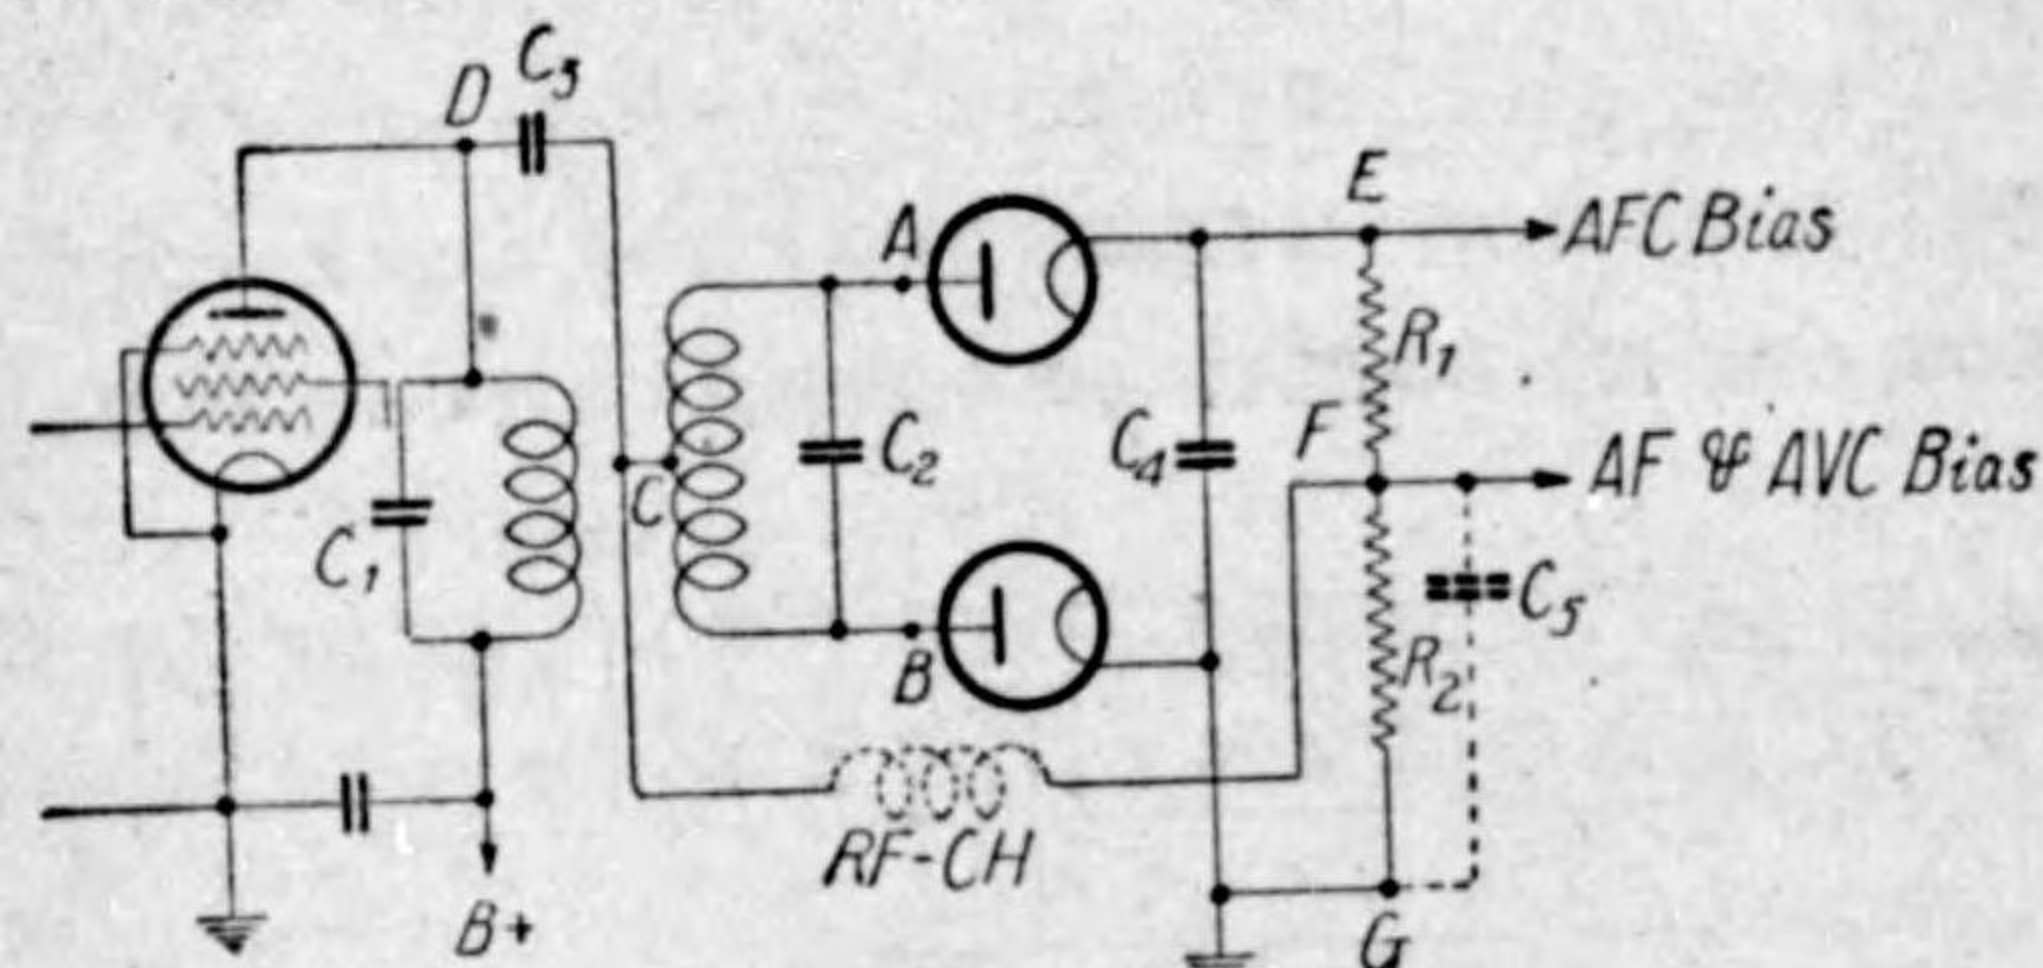 D C₃
E
A
AFC Bias
R₁
F
C
C₂
C₄
AF & AVC Bias
C₁
C₅
B
R₂
RF-CH
B+
G